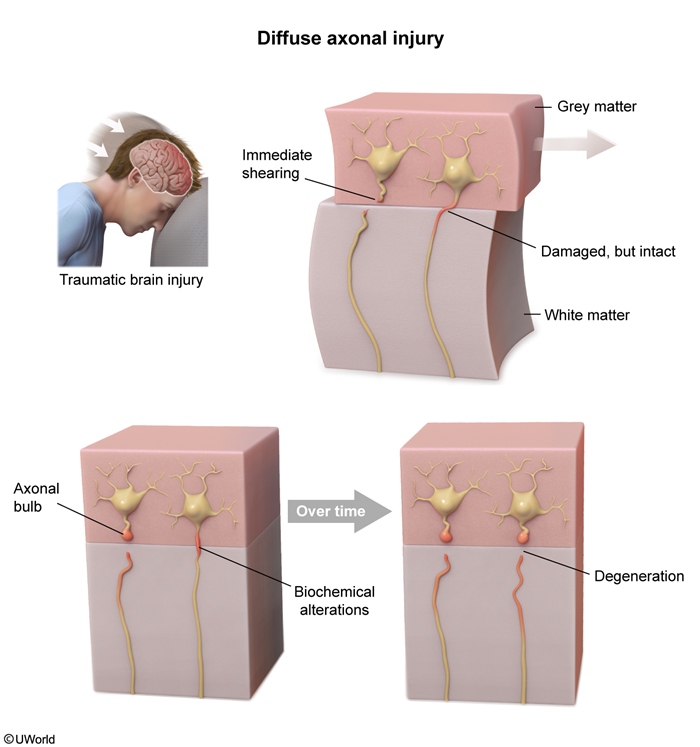 Diffuse axonal injury
Grey matter
Immediate
shearing
Damaged, but intact
Traumatic brain injury
White matter
Axonal
bulb
Over time
Degeneration
Biochemical
alterations
©UWorld